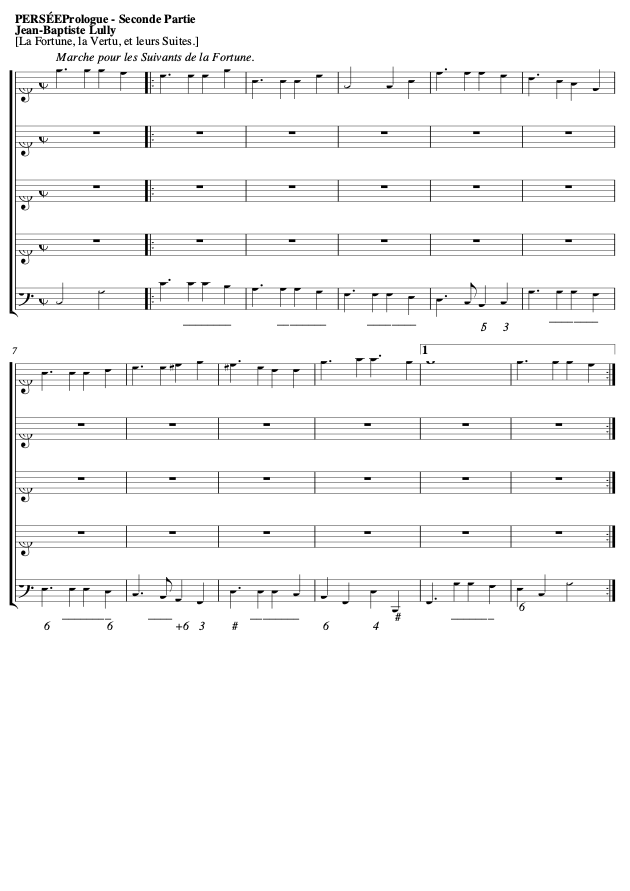 PERSÉEPrologue - Seconde Partie
Jean-Baptiste Lully
[La Fortune, la Vertu, et leurs Suites.]
Marche pour les Suivants de la Fortune.
5 3
7
1
6 6 +6 3 # 6 4 # 6